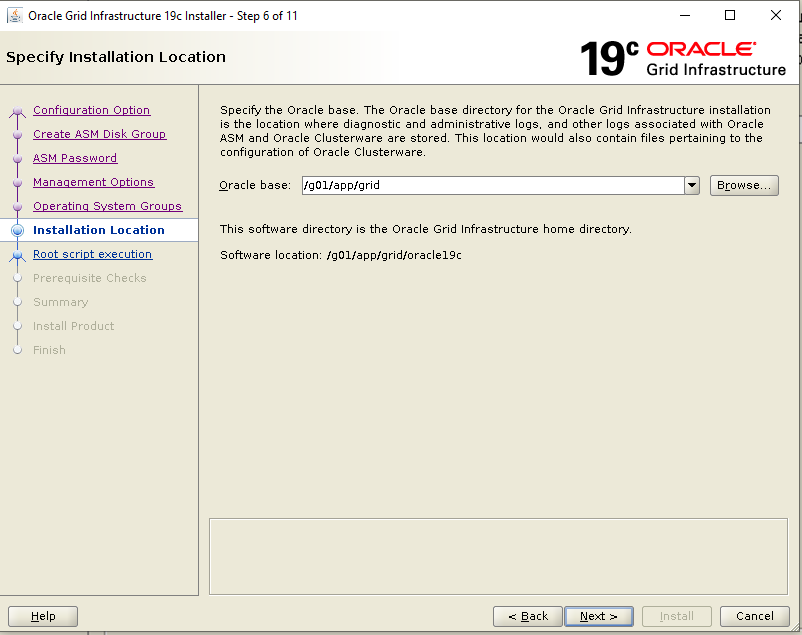 Oracle Grid Infrastructure 19c Installer - Step 6 of 11
Specify Installation Location
19c ORACLE
Grid Infrastructure
Configuration Option
Create ASM Disk Group
ASM Password
Management Options
Operating System Groups
Installation Location
Root script execution
Prerequisite Checks
Summary
Install Product
Finish
Specify the Oracle base. The Oracle base directory for the Oracle Grid Infrastructure installation
is the location where diagnostic and administrative logs, and other logs associated with Oracle
ASM and Oracle Clusterware are stored. This location would also contain files pertaining to the
configuration of Oracle Clusterware.
Oracle base: /g01/app/grid Browse...
This software directory is the Oracle Grid Infrastructure home directory.
Software location: /g01/app/grid/oracle19c
Help < Back Next > Install Cancel